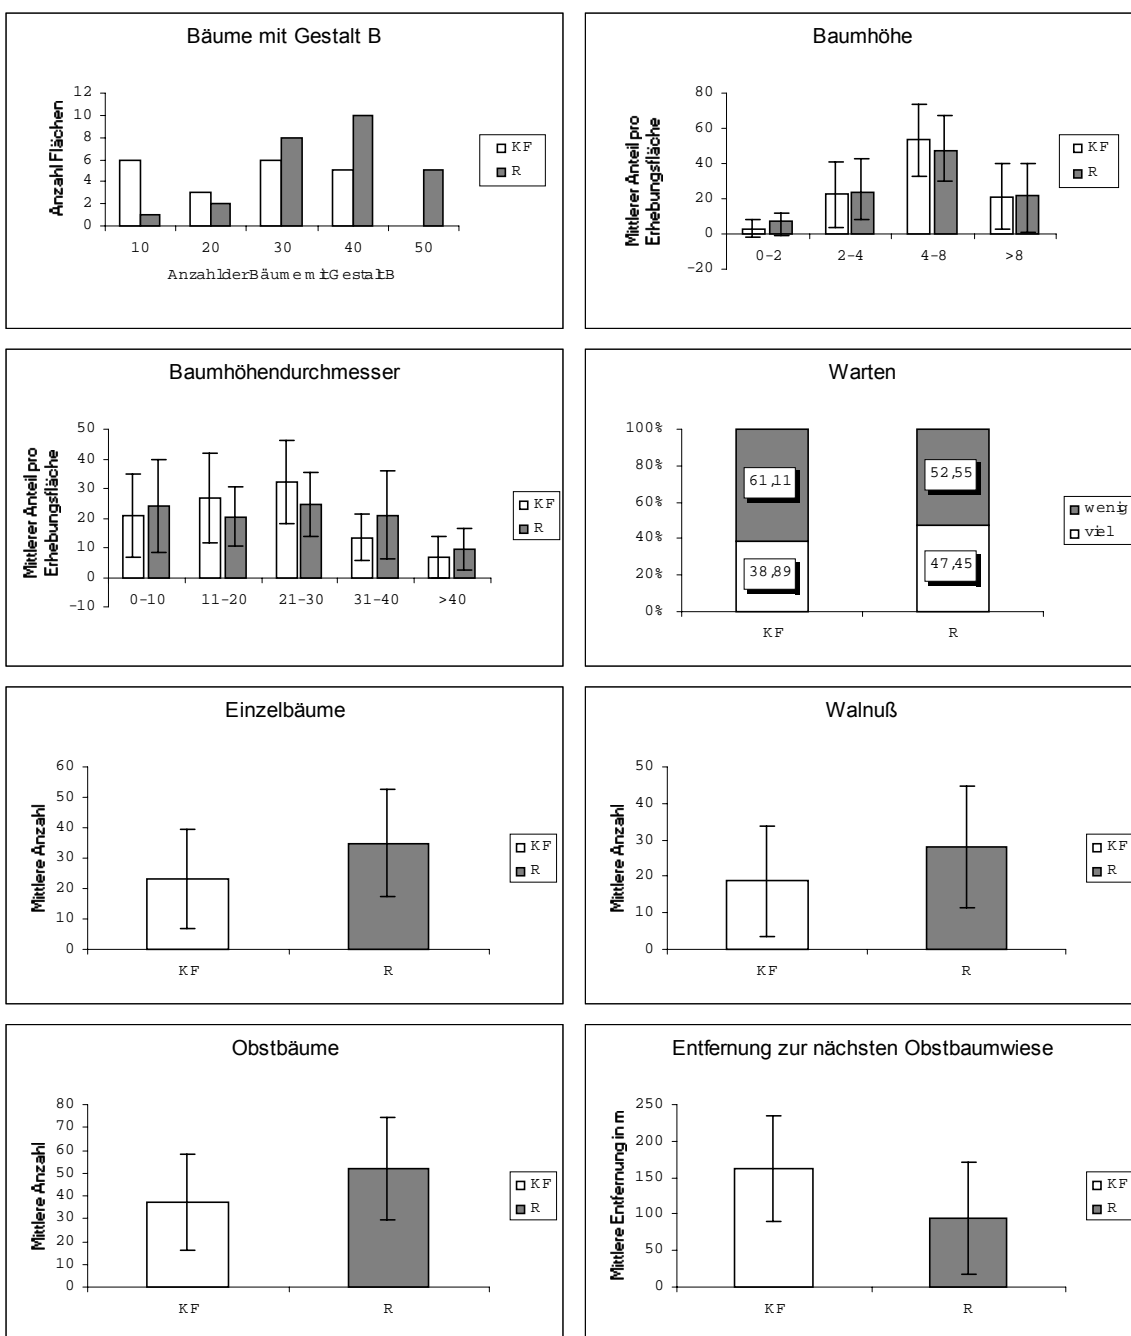 Bäume mit Gestalt B
Anzahl Flächen
12
10
8
6
4
2
0
10 20 30 40 50
AnzahlderBäumemitGestaltB
KF
R
Baumhöhe
Mittlerer Anteil pro
Erhebungsfläche
80
60
40
20
0
-20
0-2 2-4 4-8 >8
KF
R
Baumhöhendurchmesser
Mittlerer Anteil pro
Erhebungsfläche
50
40
30
20
10
0
-10
0-10 11-20 21-30 31-40 >40
KF
R
Warten
100%
80%
60%
40%
20%
0%
61,11
38,89
52,55
47,45
KF R
wenig
viel
Einzelbäume
Mittlere Anzahl
60
50
40
30
20
10
0
KF R
KF
R
Walnuß
Mittlere Anzahl
50
40
30
20
10
0
KF R
KF
R
Obstbäume
Mittlere Anzahl
80
70
60
50
40
30
20
10
0
KF R
KF
R
Entfernung zur nächsten Obstbaumwiese
Mittlere Entfernung in m
250
200
150
100
50
0
KF R
KF
R